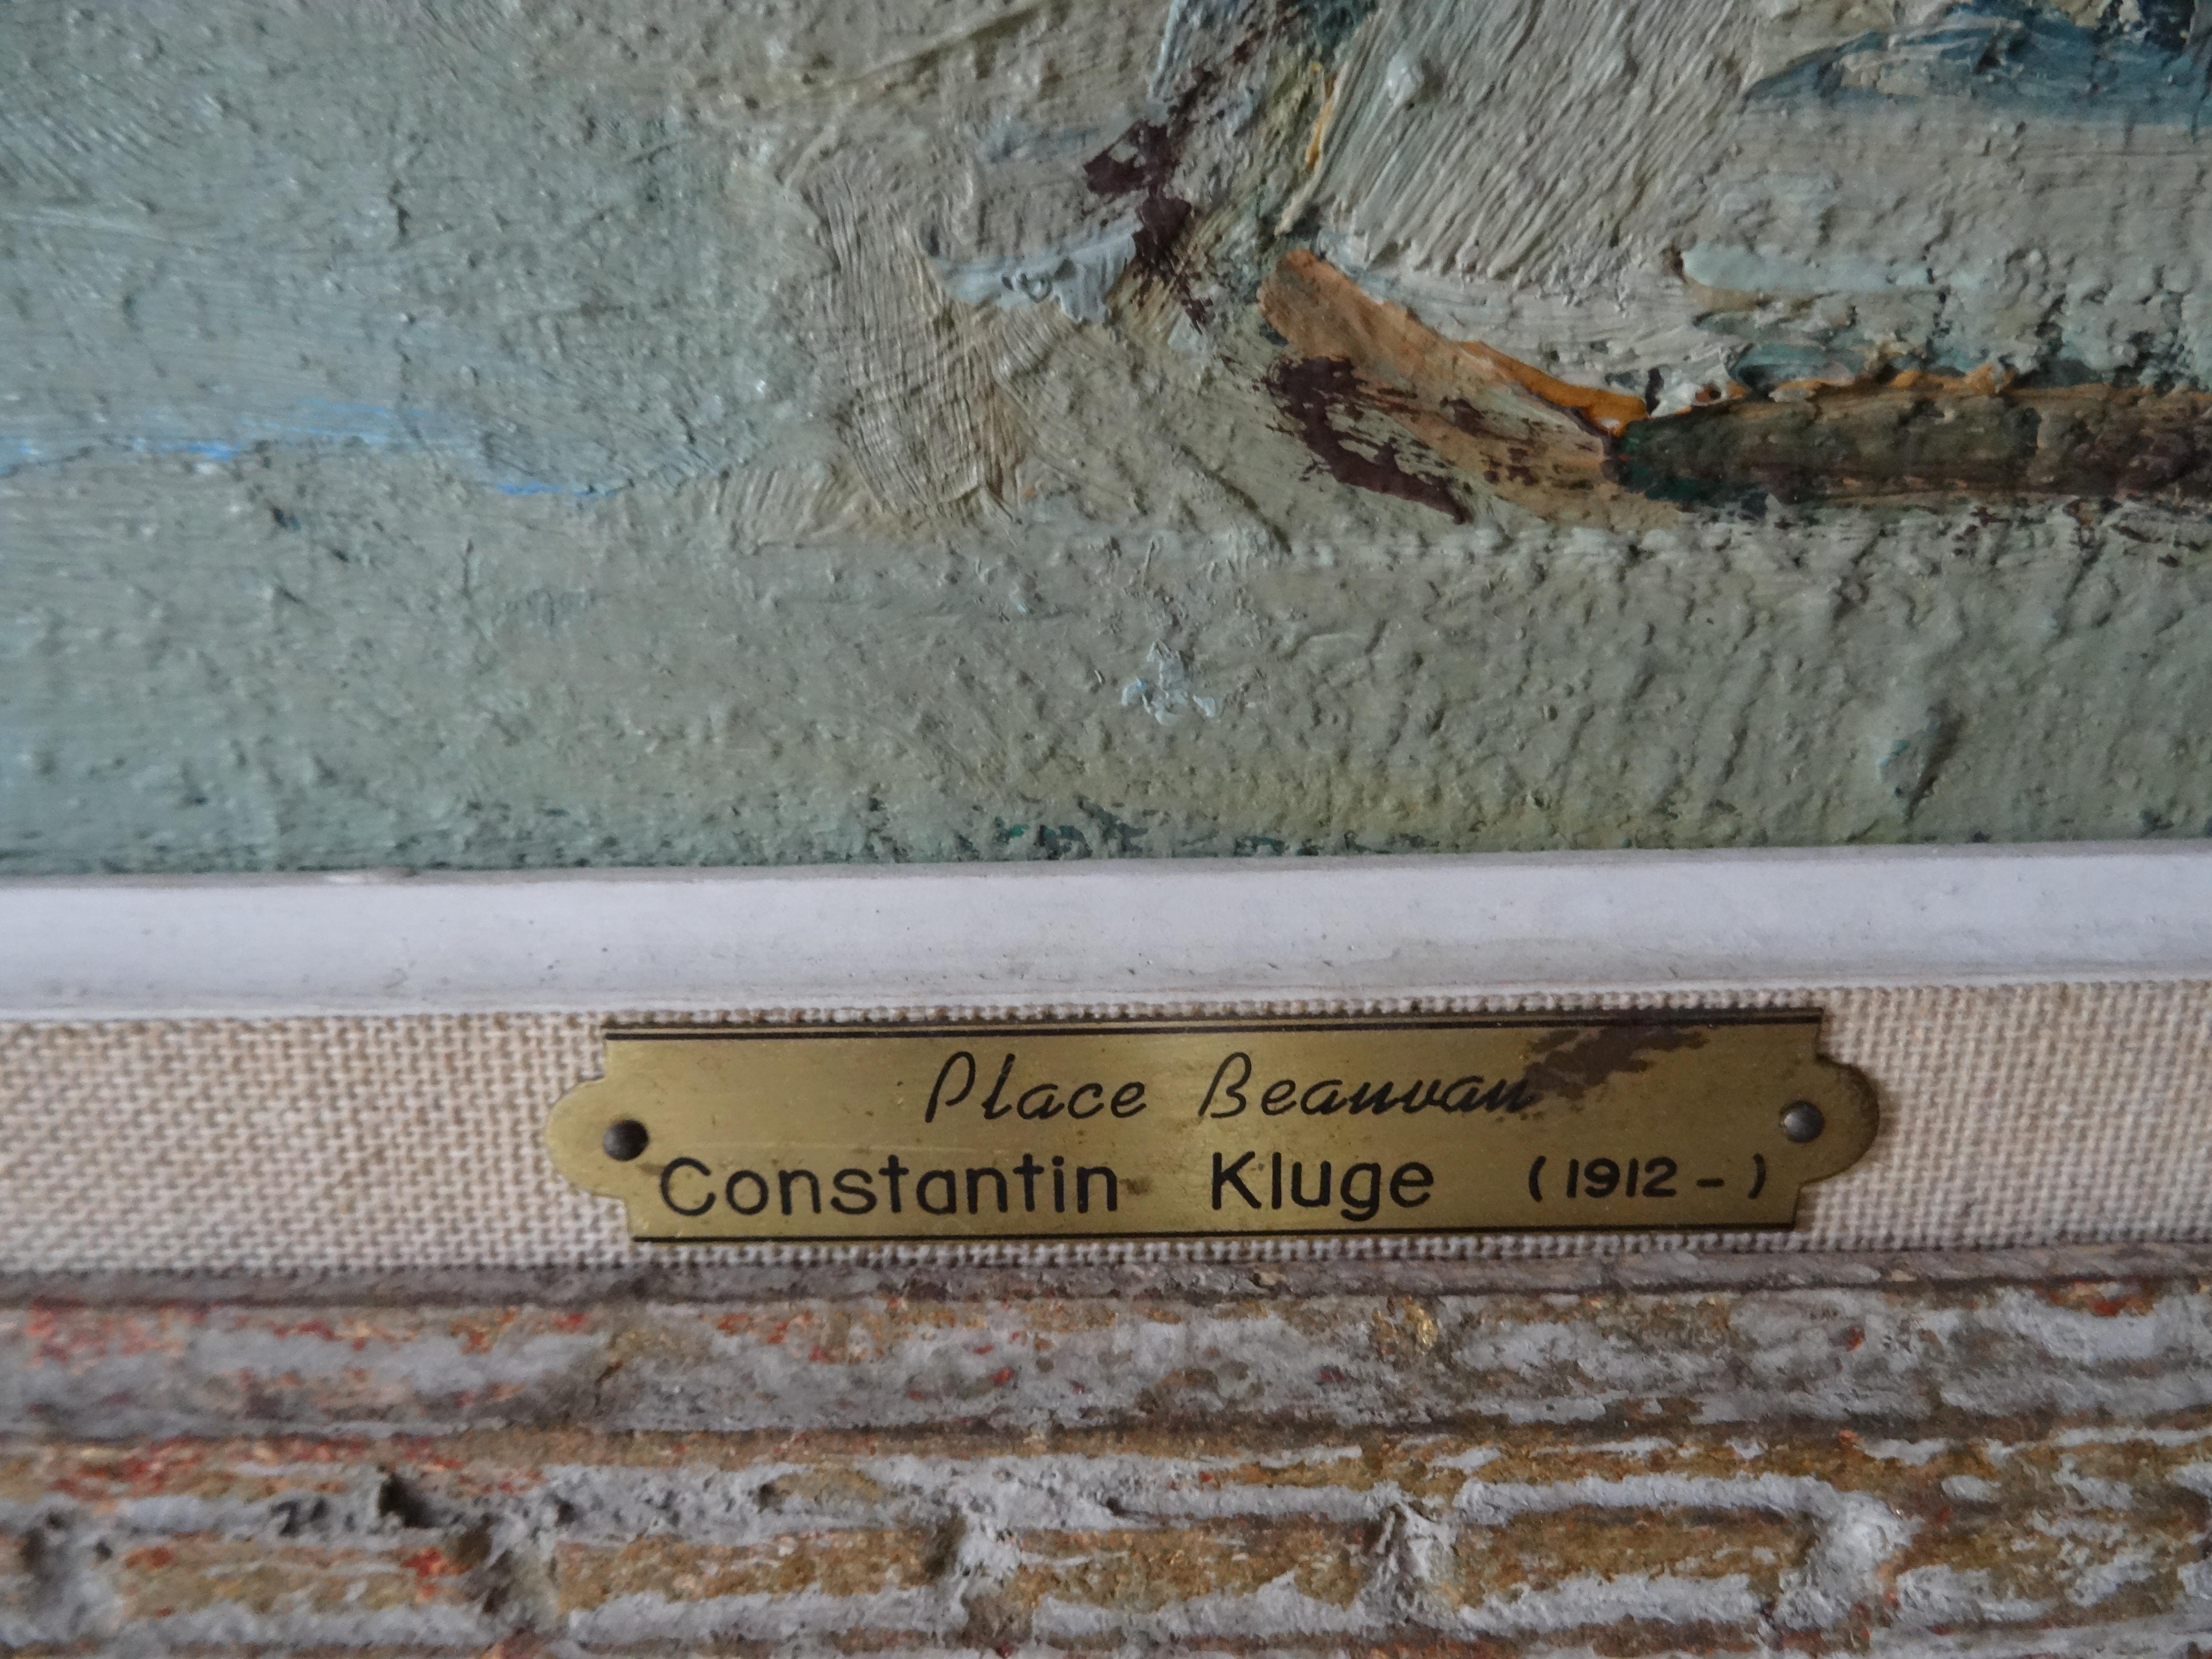 Place Beauvau
Constantin Kluge (1912 - )